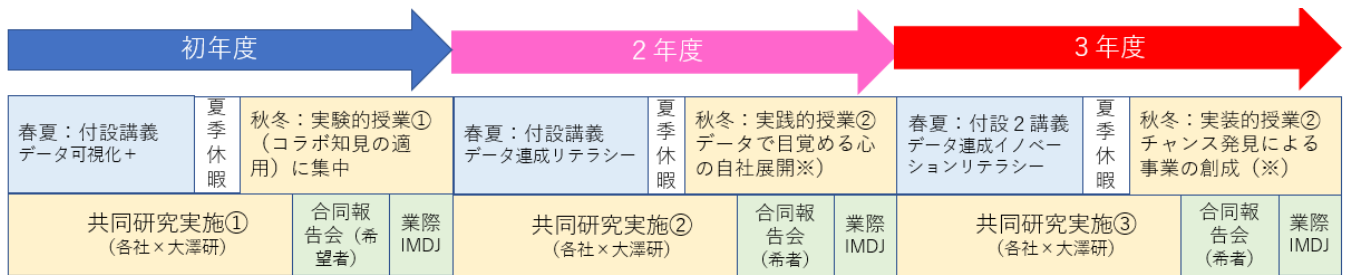 初年度
２年度
３年度
春夏：付設講義
データ可視化＋
夏
季
休
暇
秋冬：実験的授業①
（コラボ知見の適
用）に集中
春夏：付設講義
データ連成リテラシー
夏
季
休
暇
秋冬：実践的授業②
データで目覚める心
の自社展開※）
春夏：付設２講義
データ連成イノベー
ションリテラシー
夏
季
休
暇
秋冬：実装的授業②
チャンス発見による
事業の創成（※）
共同研究実施①
(各社×大澤研)
合同報
告会（希
望者）
業際
IMDJ
共同研究実施②
(各社×大澤研)
合同報
告会
(希者)
業際
IMDJ
共同研究実施③
(各社×大澤研)
合同報
告会
(希者)
業際
IMDJ